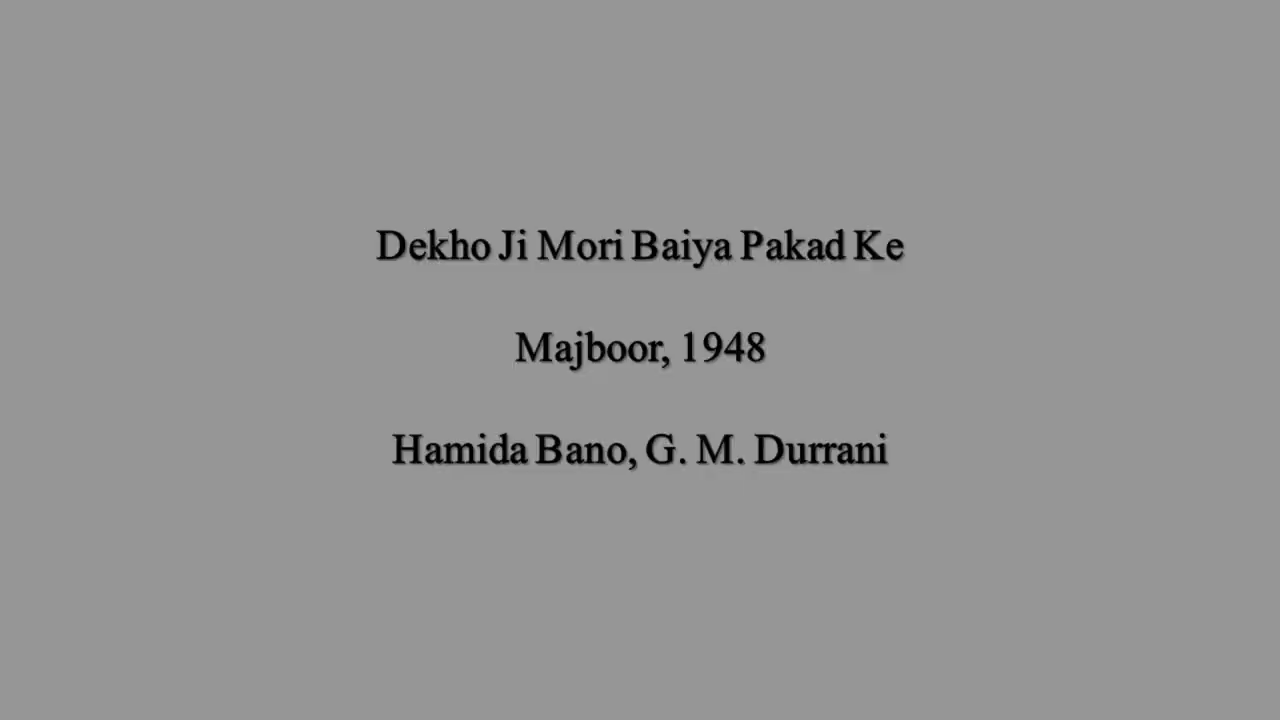 Dekho Ji Mori Baiya Pakad Ke
Majboor, 1948
Hamida Bano, G. M. Durrani